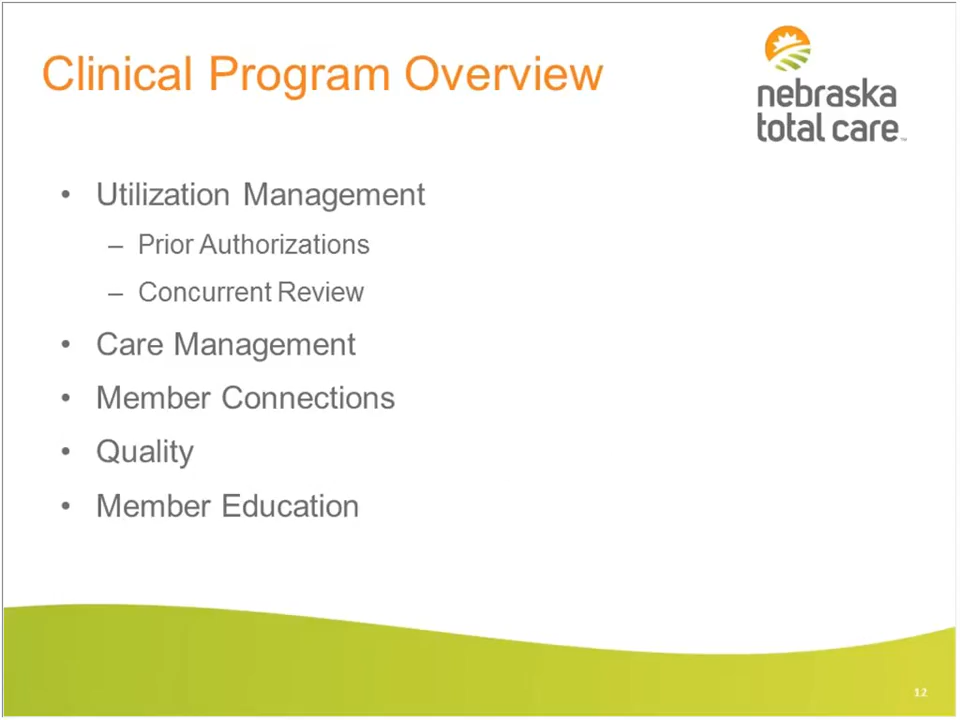 Clinical Program Overview
nebraska
total care™
• Utilization Management
– Prior Authorizations
– Concurrent Review
• Care Management
• Member Connections
• Quality
• Member Education
12